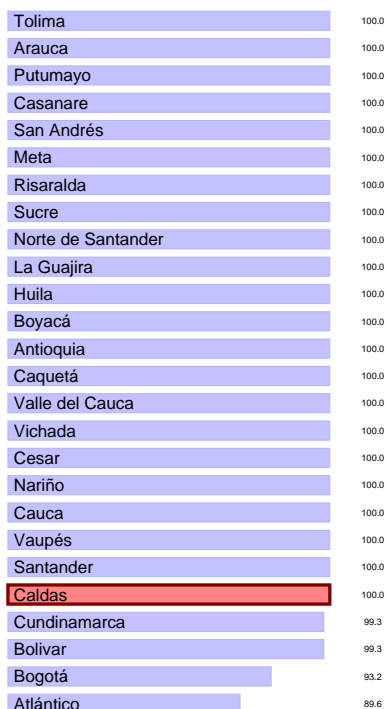 Tolima 100.0
Arauca 100.0
Putumayo 100.0
Casanare 100.0
San Andrés 100.0
Meta 100.0
Risaralda 100.0
Sucre 100.0
Norte de Santander 100.0
La Guajira 100.0
Huila 100.0
Boyacá 100.0
Antioquia 100.0
Caquetá 100.0
Valle del Cauca 100.0
Vichada 100.0
Cesar 100.0
Nariño 100.0
Cauca 100.0
Vaupés 100.0
Santander 100.0
Caldas 100.0
Cundinamarca 99.3
Bolivar 99.3
Bogotá 93.2
Atlántico 89.6